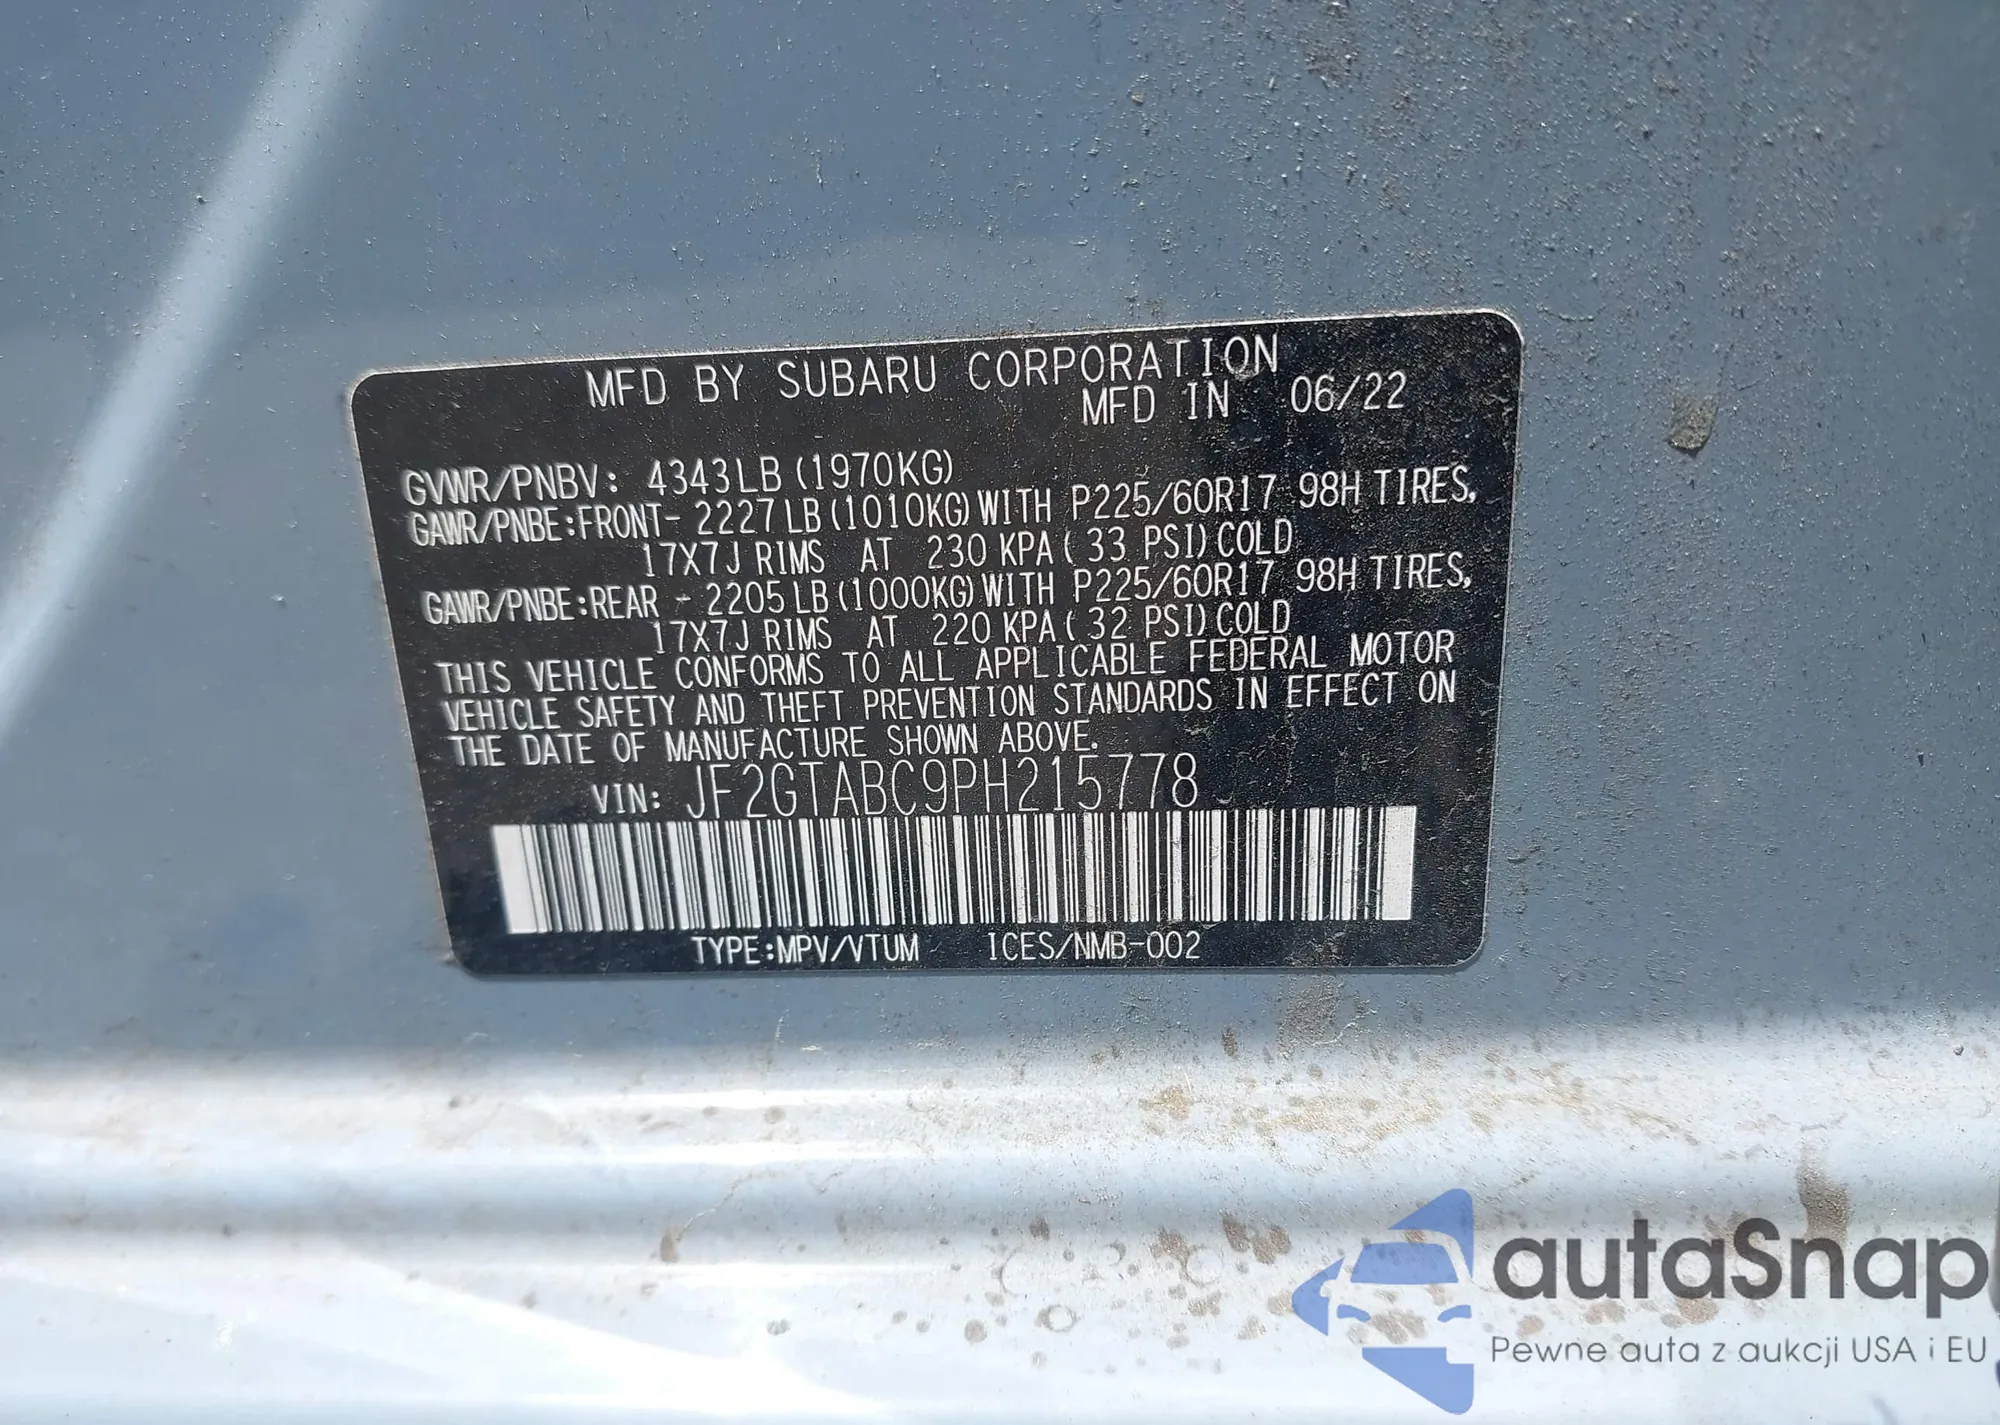 MFD BY SUBARU CORPORATION
MFD IN 06/22
GVWR/PNBV: 4343LB (1970KG)
GAWR/PNBE:FRONT- 2227LB(1010KG)WITH P225/60R17 98H TIRES,
17X7J RIMS AT 230 KPA( 33 PSI)COLD
GAWR/PNBE:REAR - 2205LB(1000KG)WITH P225/60R17 98H TIRES,
17X7J RIMS AT 220 KPA( 32 PSI)COLD
THIS VEHICLE CONFORMS TO ALL APPLICABLE FEDERAL MOTOR
VEHICLE SAFETY AND THEFT PREVENTION STANDARDS IN EFFECT ON
THE DATE OF MANUFACTURE SHOWN ABOVE.
VIN: JF2GTABC9PH215778
TYPE:MPV/VTUM ICES/NMB-002
autaSnap
Pewne auta z aukcji USA i EU